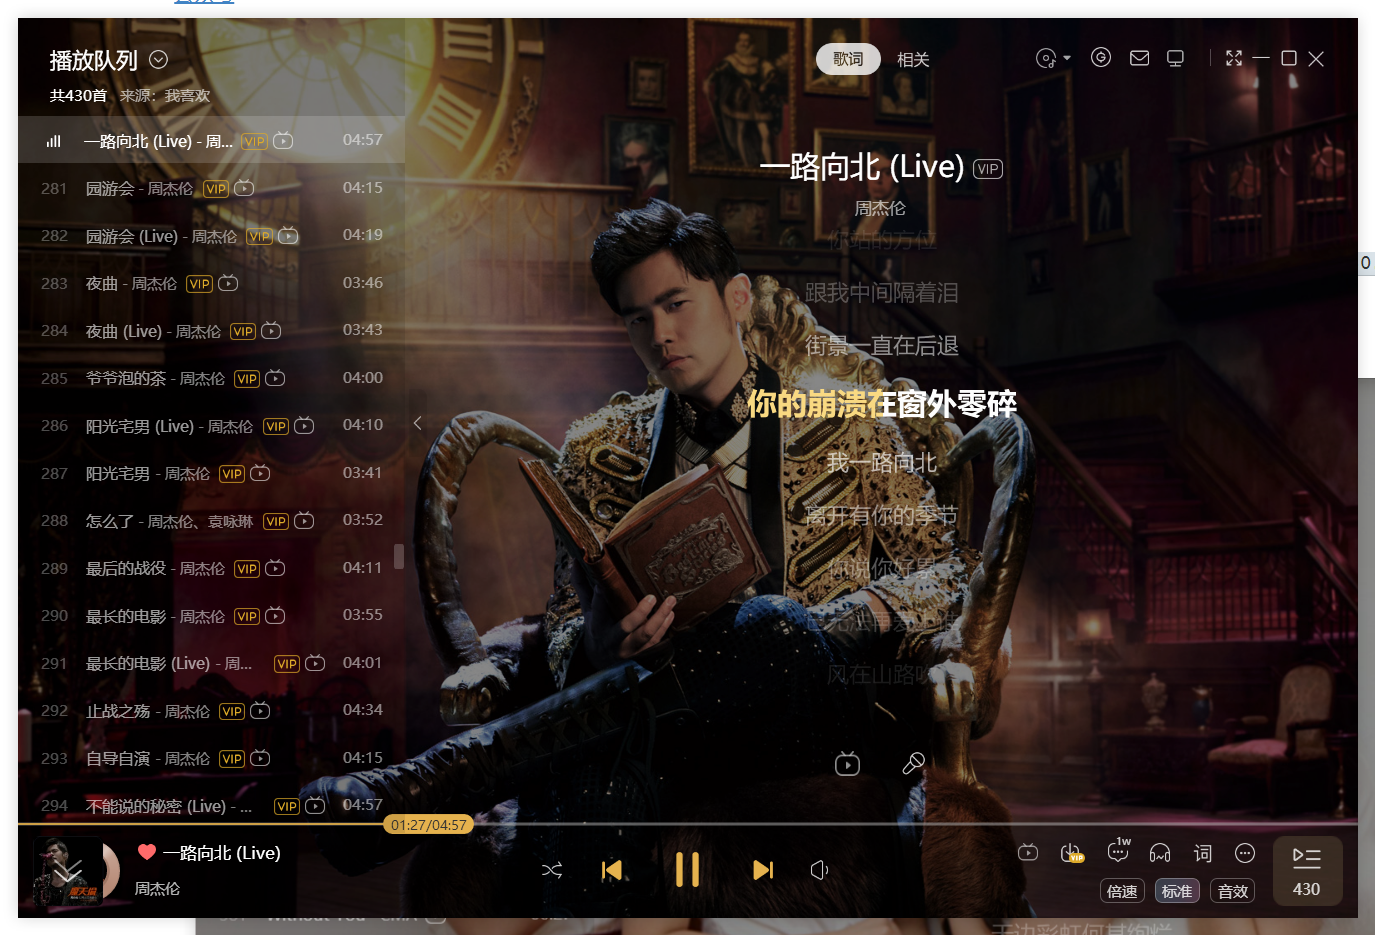 播放队列
共430首 来源：我喜欢
一路向北 (Live) - 周... VIP 04:57
281 园游会 - 周杰伦 VIP 04:15
282 园游会 (Live) - 周杰伦 VIP 04:19
283 夜曲 - 周杰伦 VIP 03:46
284 夜曲 (Live) - 周杰伦 VIP 03:43
285 爷爷泡的茶 - 周杰伦 VIP 04:00
286 阳光宅男 (Live) - 周杰伦 VIP 04:10
287 阳光宅男 - 周杰伦 VIP 03:41
288 怎么了 - 周杰伦、袁咏琳 VIP 03:52
289 最后的战役 - 周杰伦 VIP 04:11
290 最长的电影 - 周杰伦 VIP 03:55
291 最长的电影 (Live) - 周... VIP 04:01
292 止战之殇 - 周杰伦 VIP 04:34
293 自导自演 - 周杰伦 VIP 04:15
294 不能说的秘密 (Live) - ... VIP 04:57
歌词 相关
一路向北 (Live) VIP
周杰伦
你站的方位
跟我中间隔着泪
街景一直在后退
你的崩溃在窗外零碎
我一路向北
离开有你的季节
你说你好累
风在山路吹
0
01:27/04:57
一路向北 (Live)
周杰伦
VIP
1w
词
倍速 标准 音效
430
Without You